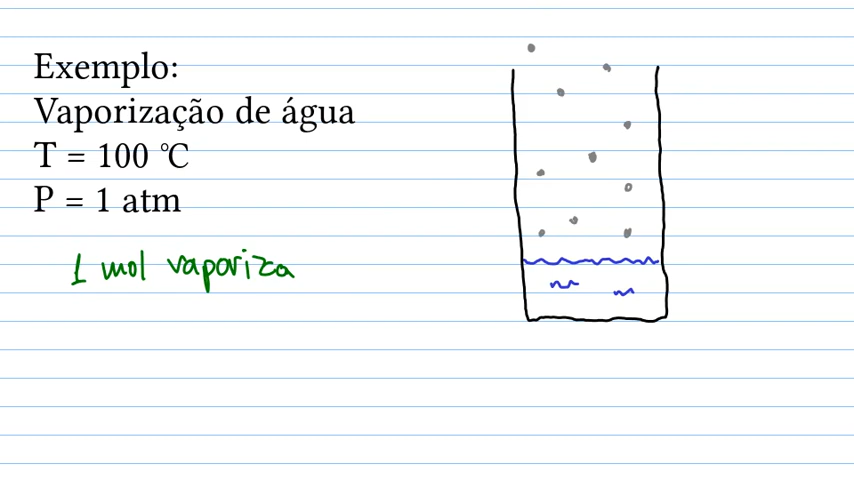 Exemplo:
Vaporização de água
T = 100 ℃
P = 1 atm
1 mol vaporiza